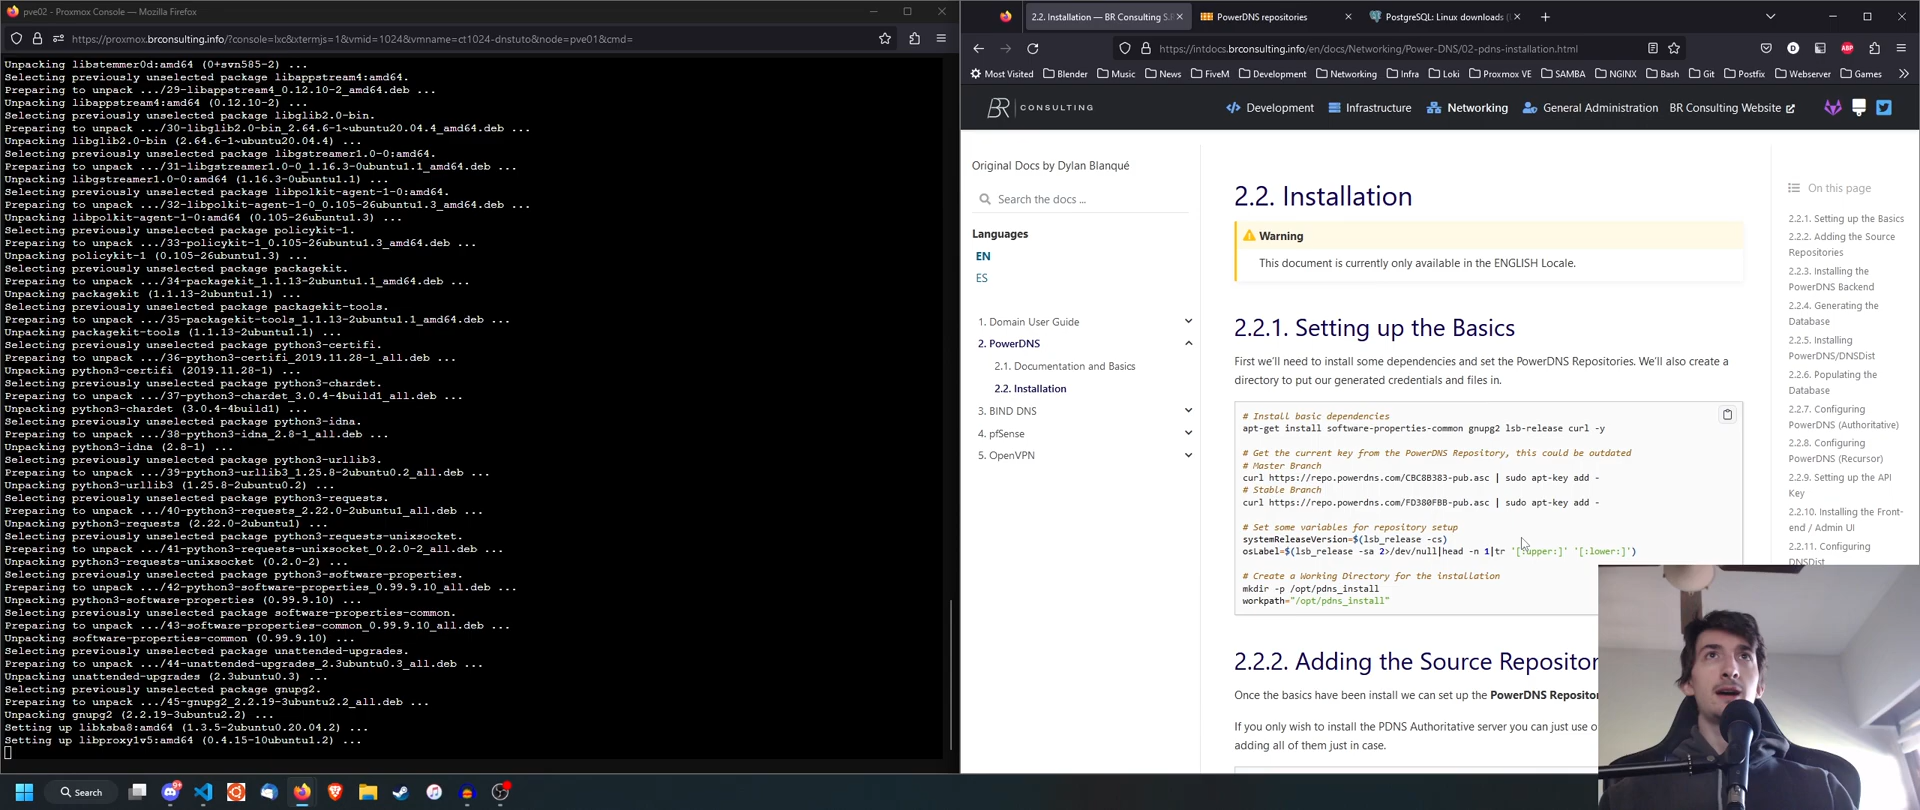 pve02 - Proxmox Console — Mozilla Firefox
https://proxmox.brconsulting.info/?console=lxc&xtermjs=1&vmid=1024&vmname=ct1024-dnstuto&node=pve01&cmd=
Unpacking libstemmer0d:amd64 (0+svn585-2) ...
Selecting previously unselected package libappstream4:amd64.
Preparing to unpack .../29-libappstream4_0.12.10-2_amd64.deb ...
Unpacking libappstream4:amd64 (0.12.10-2) ...
Selecting previously unselected package libglib2.0-bin.
Preparing to unpack .../30-libglib2.0-bin_2.64.6-1~ubuntu20.04.4_amd64.deb ...
Unpacking libglib2.0-bin (2.64.6-1~ubuntu20.04.4) ...
Selecting previously unselected package libgstreamer1.0-0:amd64.
Preparing to unpack .../31-libgstreamer1.0-0_1.16.3-0ubuntu1.1_amd64.deb ...
Unpacking libgstreamer1.0-0:amd64 (1.16.3-0ubuntu1.1) ...
Selecting previously unselected package libpolkit-agent-1-0:amd64.
Preparing to unpack .../32-libpolkit-agent-1-0_0.105-26ubuntu1.3_amd64.deb ...
Unpacking libpolkit-agent-1-0:amd64 (0.105-26ubuntu1.3) ...
Selecting previously unselected package policykit-1.
Preparing to unpack .../33-policykit-1_0.105-26ubuntu1.3_amd64.deb ...
Unpacking policykit-1 (0.105-26ubuntu1.3) ...
Selecting previously unselected package packagekit.
Preparing to unpack .../34-packagekit_1.1.13-2ubuntu1.1_amd64.deb ...
Unpacking packagekit (1.1.13-2ubuntu1.1) ...
Selecting previously unselected package packagekit-tools.
Preparing to unpack .../35-packagekit-tools_1.1.13-2ubuntu1.1_amd64.deb ...
Unpacking packagekit-tools (1.1.13-2ubuntu1.1) ...
Selecting previously unselected package python3-certifi.
Preparing to unpack .../36-python3-certifi_2019.11.28-1_all.deb ...
Unpacking python3-certifi (2019.11.28-1) ...
Selecting previously unselected package python3-chardet.
Preparing to unpack .../37-python3-chardet_3.0.4-4build1_all.deb ...
Unpacking python3-chardet (3.0.4-4build1) ...
Selecting previously unselected package python3-idna.
Preparing to unpack .../38-python3-idna_2.8-1_all.deb ...
Unpacking python3-idna (2.8-1) ...
Selecting previously unselected package python3-urllib3.
Preparing to unpack .../39-python3-urllib3_1.25.8-2ubuntu0.2_all.deb ...
Unpacking python3-urllib3 (1.25.8-2ubuntu0.2) ...
Selecting previously unselected package python3-requests.
Preparing to unpack .../40-python3-requests_2.22.0-2ubuntu1_all.deb ...
Unpacking python3-requests (2.22.0-2ubuntu1) ...
Selecting previously unselected package python3-requests-unixsocket.
Preparing to unpack .../41-python3-requests-unixsocket_0.2.0-2_all.deb ...
Unpacking python3-requests-unixsocket (0.2.0-2) ...
Selecting previously unselected package python3-software-properties.
Preparing to unpack .../42-python3-software-properties_0.99.9.10_all.deb ...
Unpacking python3-software-properties (0.99.9.10) ...
Selecting previously unselected package software-properties-common.
Preparing to unpack .../43-software-properties-common_0.99.9.10_all.deb ...
Unpacking software-properties-common (0.99.9.10) ...
Selecting previously unselected package unattended-upgrades.
Preparing to unpack .../44-unattended-upgrades_2.3ubuntu0.3_all.deb ...
Unpacking unattended-upgrades (2.3ubuntu0.3) ...
Selecting previously unselected package gnupg2.
Preparing to unpack .../45-gnupg2_2.2.19-3ubuntu2.2_all.deb ...
Unpacking gnupg2 (2.2.19-3ubuntu2.2) ...
Setting up libksba8:amd64 (1.3.5-2ubuntu0.20.04.2) ...
Setting up libproxy1v5:amd64 (0.4.15-10ubuntu1.2) ...
2.2. Installation — BR Consulting S.
PowerDNS repositories
PostgreSQL: Linux downloads (
https://intdocs.brconsulting.info/en/docs/Networking/Power-DNS/02-pdns-installation.html
Most Visited Blender Music News FiveM Development Networking Infra Loki Proxmox VE SAMBA NGINX Bash Git Postfix Webserver Games
BR CONSULTING
Development Infrastructure Networking General Administration BR Consulting Website
Original Docs by Dylan Blanqué
Search the docs ...
Languages
EN
ES
1. Domain User Guide
2. PowerDNS
2.1. Documentation and Basics
2.2. Installation
3. BIND DNS
4. pfSense
5. OpenVPN
2.2. Installation
Warning
This document is currently only available in the ENGLISH Locale.
2.2.1. Setting up the Basics
First we'll need to install some dependencies and set the PowerDNS Repositories. We'll also create a
directory to put our generated credentials and files in.
# Install basic dependencies
apt-get install software-properties-common gnupg2 lsb-release curl -y
# Get the current key from the PowerDNS Repository, this could be outdated
# Master Branch
curl https://repo.powerdns.com/CBC8B383-pub.asc | sudo apt-key add -
# Stable Branch
curl https://repo.powerdns.com/FD380FBB-pub.asc | sudo apt-key add -
# Set some variables for repository setup
systemReleaseVersion=$(lsb_release -cs)
osLabel=$(lsb_release -sa 2>/dev/null|head -n 1|tr '[:upper:]' '[:lower:]')
# Create a Working Directory for the installation
mkdir -p /opt/pdns_install
workpath="/opt/pdns_install"
2.2.2. Adding the Source Repositor
Once the basics have been install we can set up the PowerDNS Repositor
If you only wish to install the PDNS Authoritative server you can just use o
adding all of them just in case.
On this page
2.2.1. Setting up the Basics
2.2.2. Adding the Source
Repositories
2.2.3. Installing the
PowerDNS Backend
2.2.4. Generating the
Database
2.2.5. Installing
PowerDNS/DNSDist
2.2.6. Populating the
Database
2.2.7. Configuring
PowerDNS (Authoritative)
2.2.8. Configuring
PowerDNS (Recursor)
2.2.9. Setting up the API
Key
2.2.10. Installing the Front-
end / Admin UI
2.2.11. Configuring
DNSDist
Search